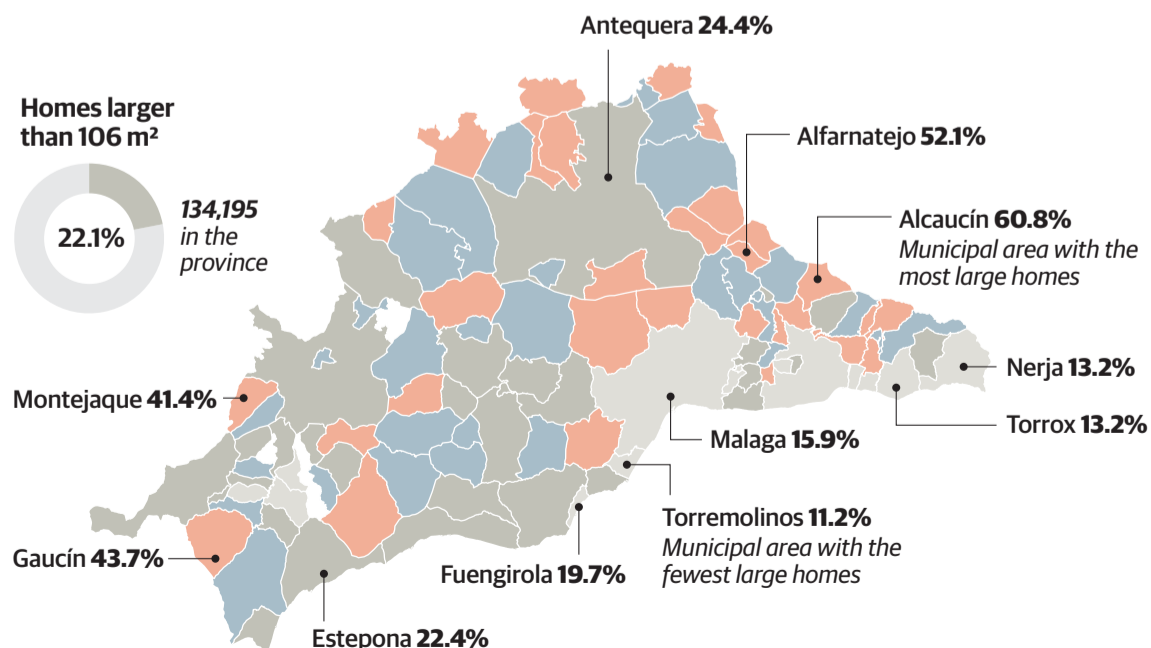 Antequera 24.4%
Homes larger
than 106 m²
22.1%
134,195
in the
province
Alfarnatejo 52.1%
Alcaucín 60.8%
Municipal area with the
most large homes
Nerja 13.2%
Torrox 13.2%
Montejaque 41.4%
Malaga 15.9%
Torremolinos 11.2%
Municipal area with the
fewest large homes
Gaucín 43.7%
Fuengirola 19.7%
Estepona 22.4%